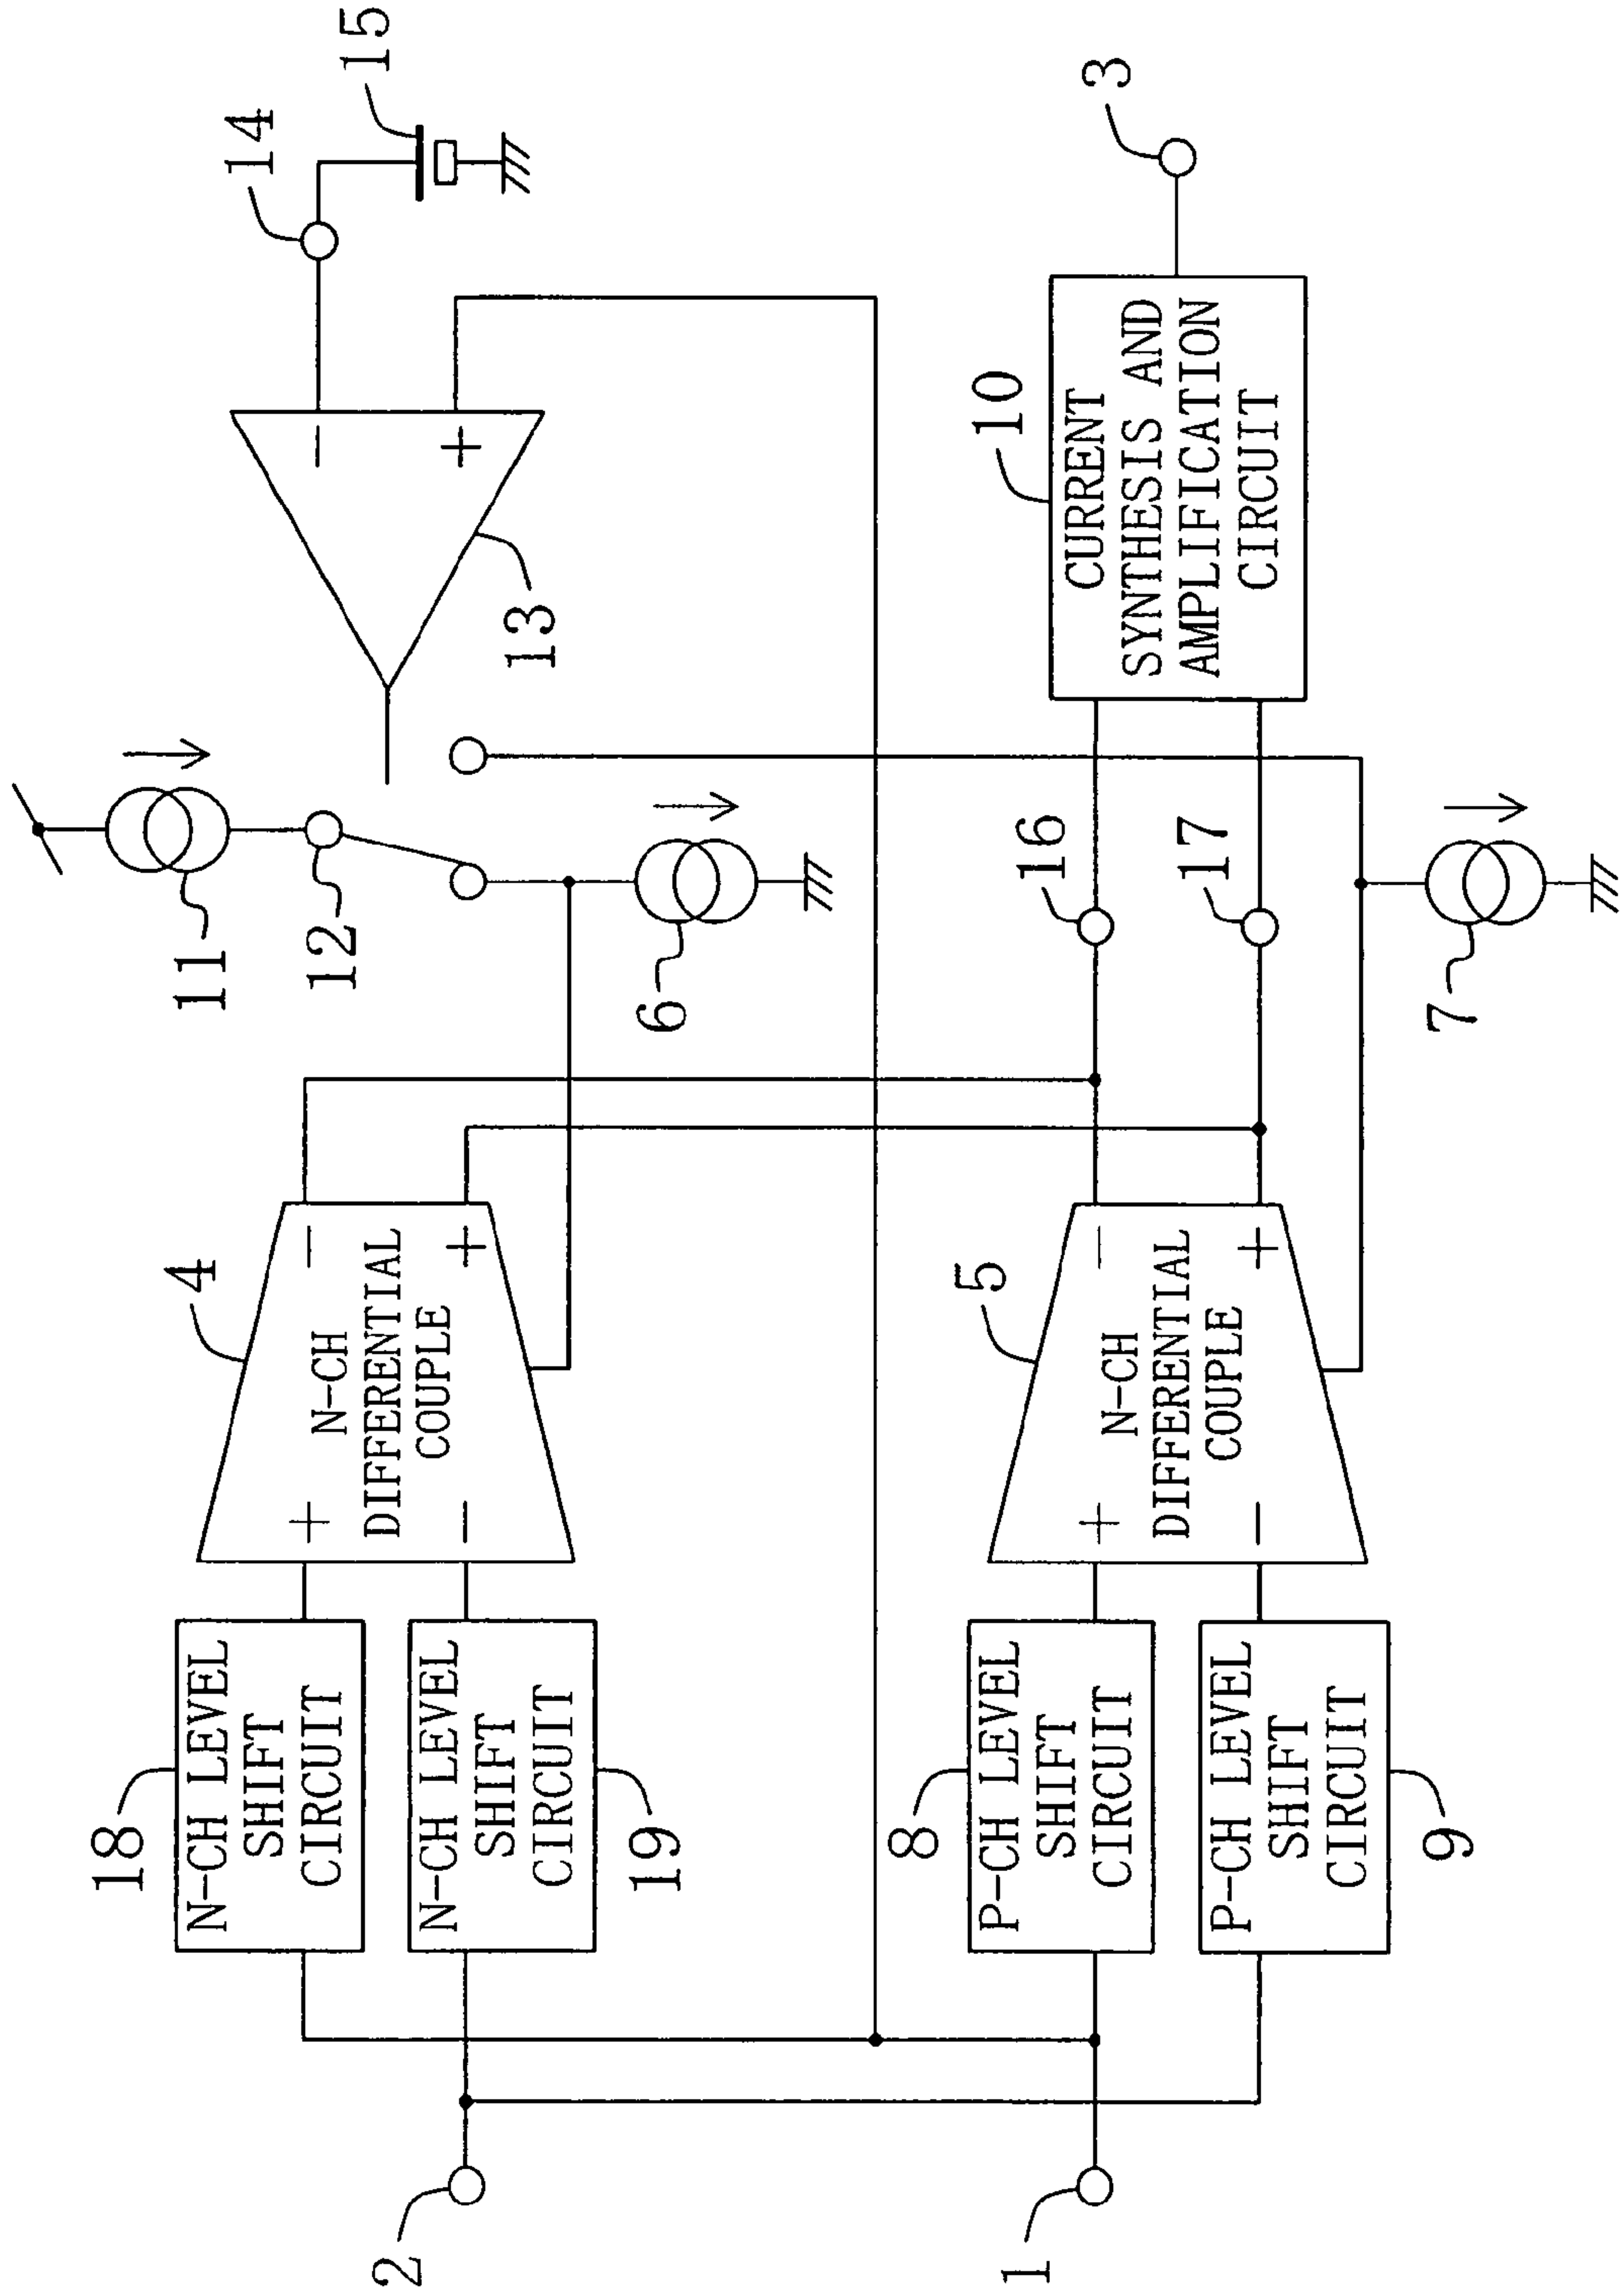 11
12
6
14
15
13
18
N-CH LEVEL
SHIFT
CIRCUIT
N-CH LEVEL
SHIFT
CIRCUIT
19
4
+
−
N-CH
DIFFERENTIAL
COUPLE
−
+
−
+
2
1
8
P-CH LEVEL
SHIFT
CIRCUIT
P-CH LEVEL
SHIFT
CIRCUIT
9
5
+
−
N-CH
DIFFERENTIAL
COUPLE
−
+
16
17
7
10
CURRENT
SYNTHESIS AND
AMPLIFICATION
CIRCUIT
3